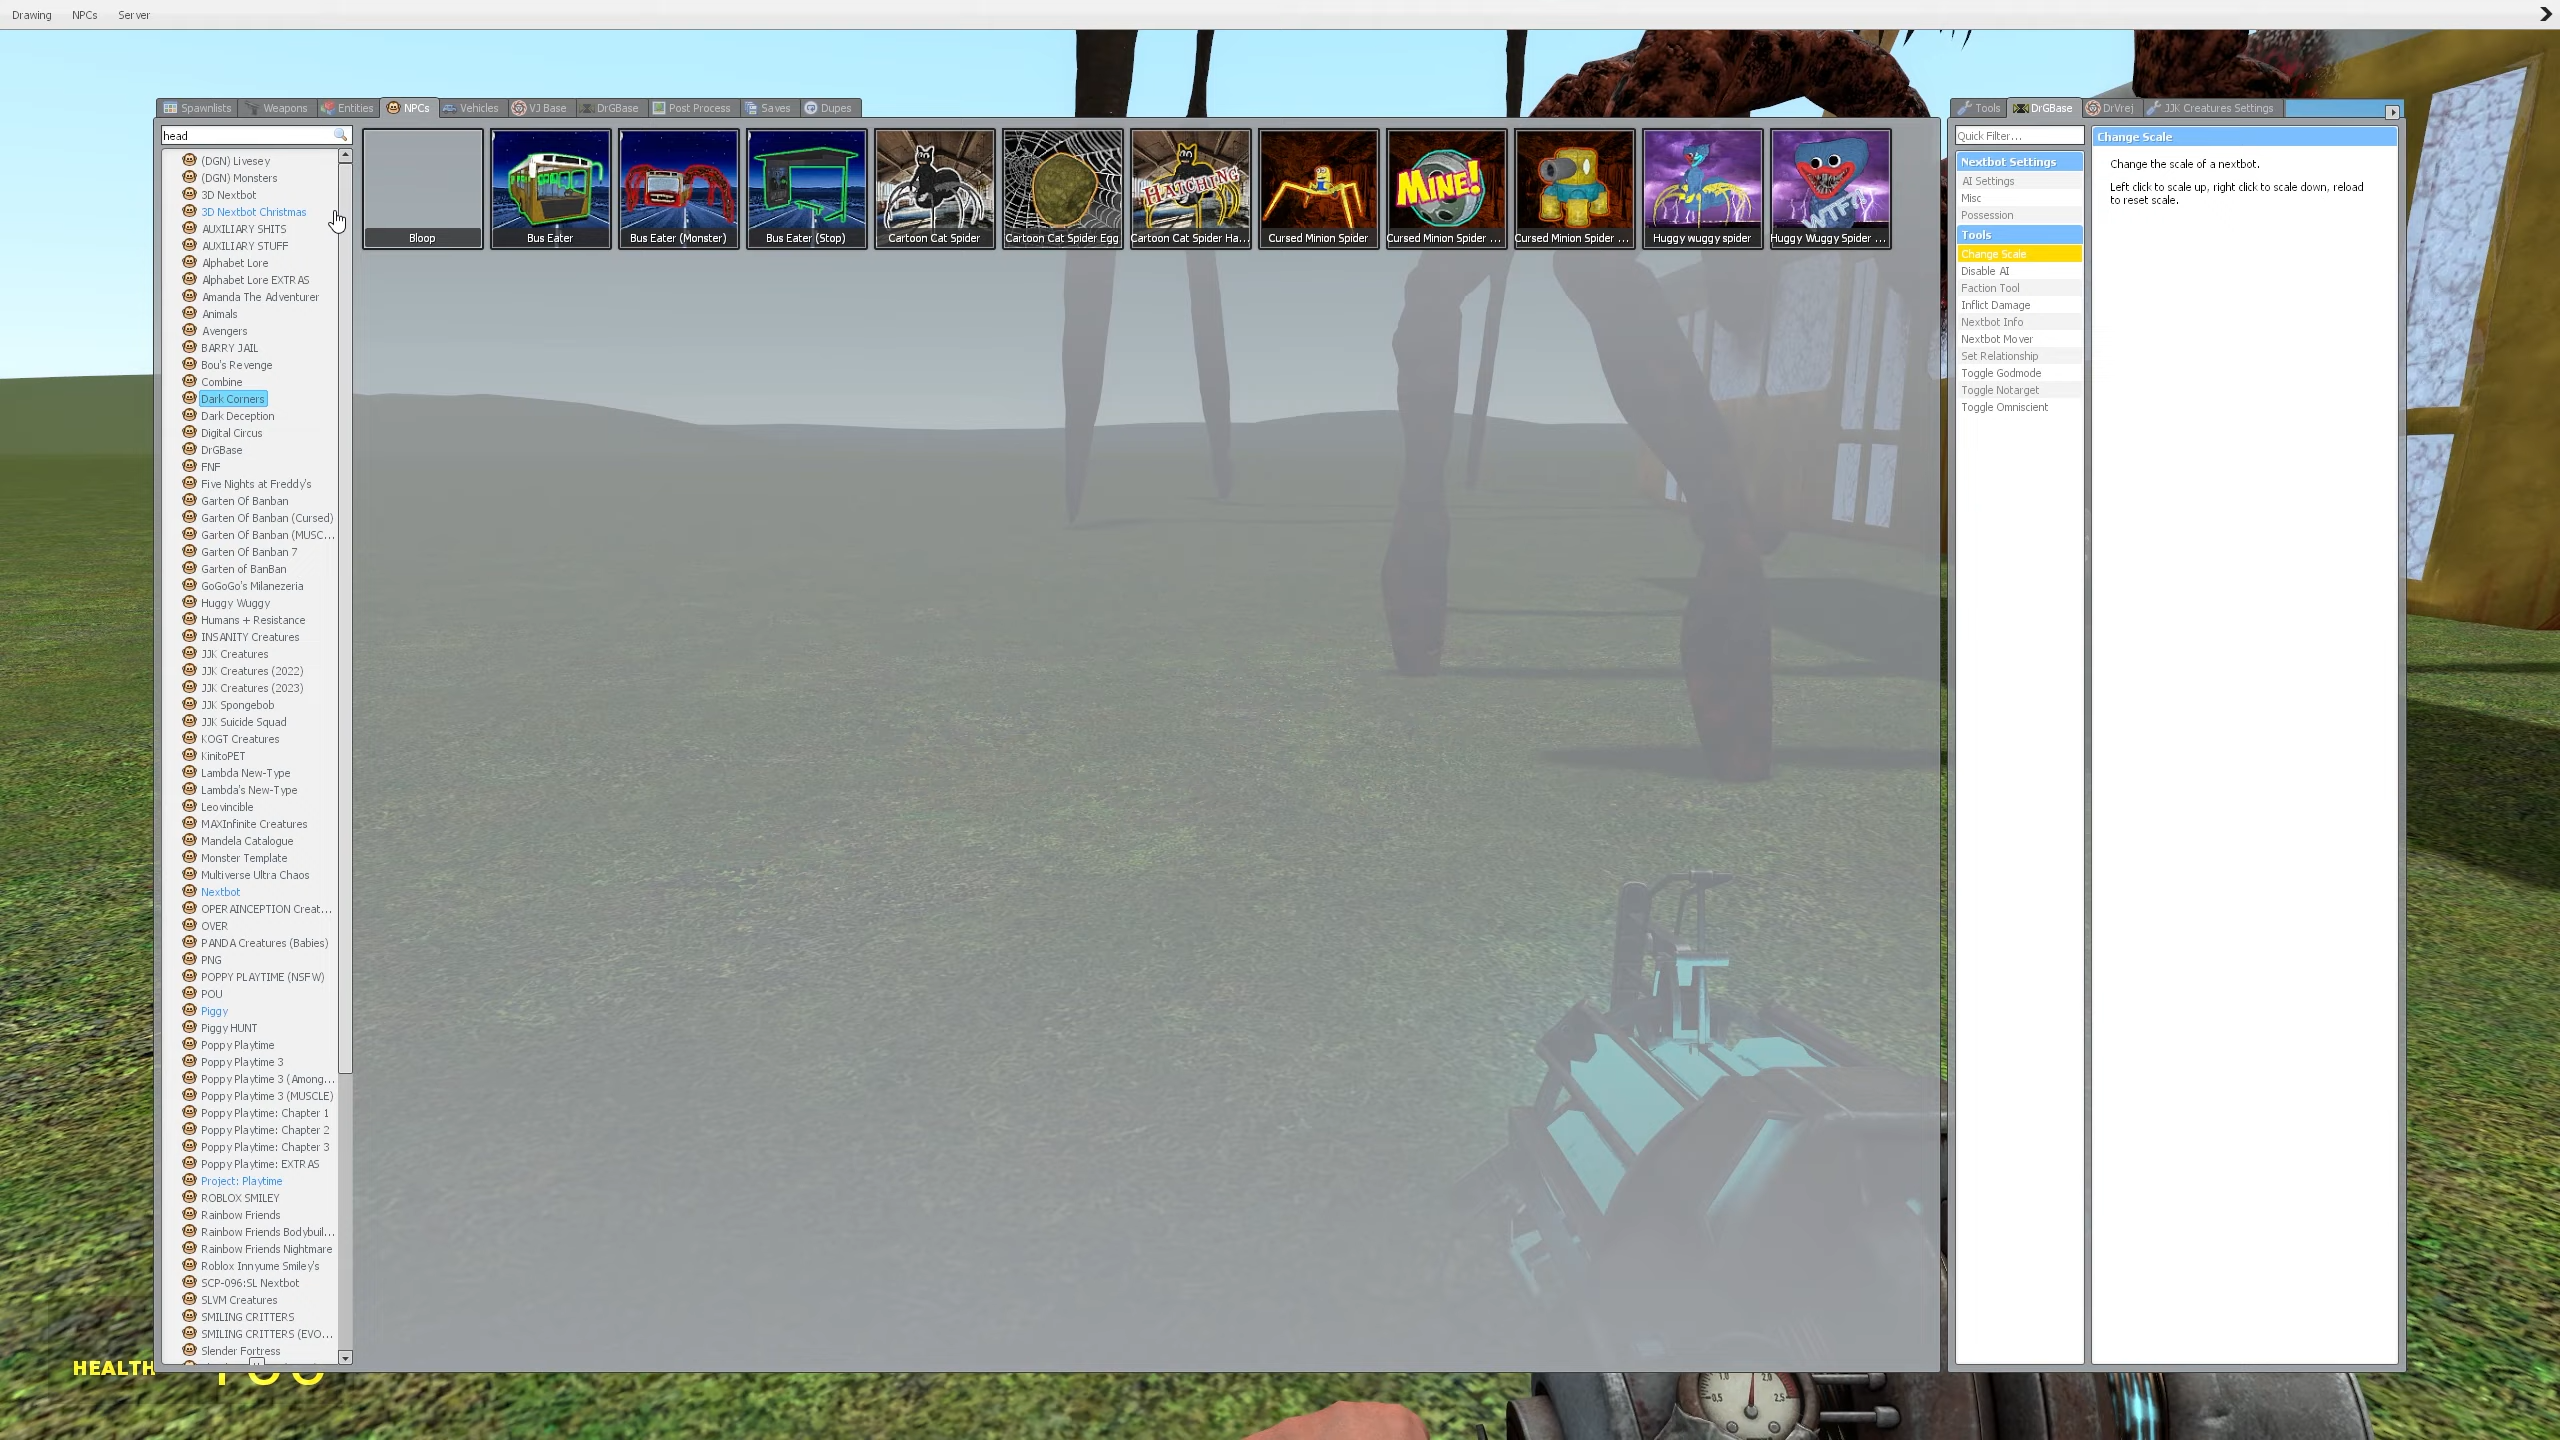 Drawing NPCs Server
Spawnlists Weapons Entities NPCs Vehicles VJ Base DrGBase Post Process Saves Dupes
head
(DGN) Livesey
(DGN) Monsters
3D Nextbot
3D Nextbot Christmas
AUXILIARY SHITS
AUXILIARY STUFF
Alphabet Lore
Alphabet Lore EXTRAS
Amanda The Adventurer
Animals
Avengers
BARRY JAIL
Bou's Revenge
Combine
Dark Corners
Dark Deception
Digital Circus
DrGBase
FNF
Five Nights at Freddy's
Garten Of Banban
Garten Of Banban (Cursed)
Garten Of Banban (MUSC...
Garten Of Banban 7
Garten of BanBan
GoGoGo's Milanezeria
Huggy Wuggy
Humans + Resistance
INSANITY Creatures
JJK Creatures
JJK Creatures (2022)
JJK Creatures (2023)
JJK Spongebob
JJK Suicide Squad
KOGT Creatures
KinitoPET
Lambda New-Type
Lambda's New-Type
Leovincible
MAXInfinite Creatures
Mandela Catalogue
Monster Template
Multiverse Ultra Chaos
Nextbot
OPERAINCEPTION Creat...
OVER
PANDA Creatures (Babies)
PNG
POPPY PLAYTIME (NSFW)
POU
Piggy
Piggy HUNT
Poppy Playtime
Poppy Playtime 3
Poppy Playtime 3 (Among...
Poppy Playtime 3 (MUSCLE)
Poppy Playtime: Chapter 1
Poppy Playtime: Chapter 2
Poppy Playtime: Chapter 3
Poppy Playtime: EXTRAS
Project: Playtime
ROBLOX SMILEY
Rainbow Friends
Rainbow Friends Bodybuil...
Rainbow Friends Nightmare
Roblox Innyume Smiley's
SCP-096:SL Nextbot
SLVM Creatures
SMILING CRITTERS
SMILING CRITTERS (EVO...
Slender Fortress
HATCHING
MINE!
WTF?
Bloop
Bus Eater
Bus Eater (Monster)
Bus Eater (Stop)
Cartoon Cat Spider
Cartoon Cat Spider Egg
Cartoon Cat Spider Ha...
Cursed Minion Spider
Cursed Minion Spider ...
Cursed Minion Spider ...
Huggy wuggy spider
Huggy Wuggy Spider ...
Tools DrGBase DrVrej JJK Creatures Settings
Quick Filter...
Nextbot Settings
AI Settings
Misc
Possession
Tools
Change Scale
Disable AI
Faction Tool
Inflict Damage
Nextbot Info
Nextbot Mover
Set Relationship
Toggle Godmode
Toggle Notarget
Toggle Omniscient
Change Scale
Change the scale of a nextbot.
Left click to scale up, right click to scale down, reload
to reset scale.
HEALTH